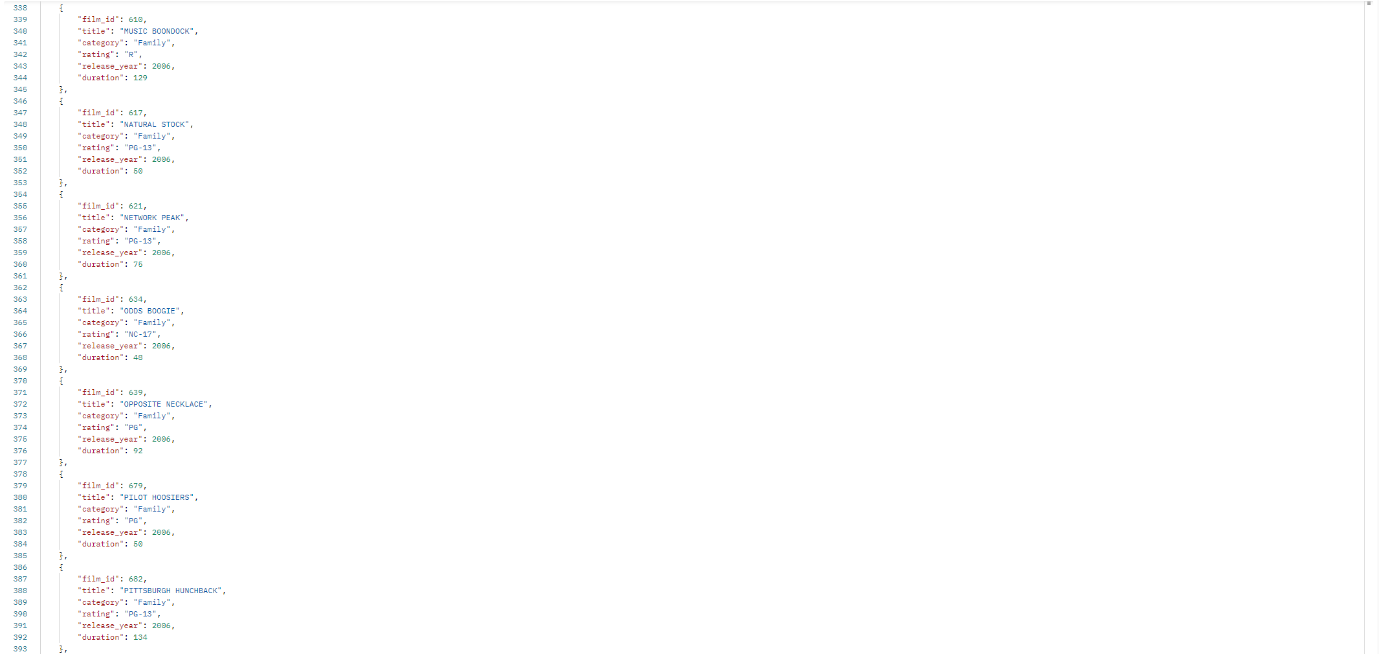 338 {
339 "film_id": 610,
340 "title": "MUSIC BOONDOCK",
341 "category": "Family",
342 "rating": "R",
343 "release_year": 2006,
344 "duration": 129
345 },
346 {
347 "film_id": 617,
348 "title": "NATURAL STOCK",
349 "category": "Family",
350 "rating": "PG-13",
351 "release_year": 2006,
352 "duration": 50
353 },
354 {
355 "film_id": 621,
356 "title": "NETWORK PEAK",
357 "category": "Family",
358 "rating": "PG-13",
359 "release_year": 2006,
360 "duration": 75
361 },
362 {
363 "film_id": 634,
364 "title": "ODDS BOOGIE",
365 "category": "Family",
366 "rating": "NC-17",
367 "release_year": 2006,
368 "duration": 48
369 },
370 {
371 "film_id": 639,
372 "title": "OPPOSITE NECKLACE",
373 "category": "Family",
374 "rating": "PG",
375 "release_year": 2006,
376 "duration": 92
377 },
378 {
379 "film_id": 679,
380 "title": "PILOT HOOSIERS",
381 "category": "Family",
382 "rating": "PG",
383 "release_year": 2006,
384 "duration": 50
385 },
386 {
387 "film_id": 682,
388 "title": "PITTSBURGH HUNCHBACK",
389 "category": "Family",
390 "rating": "PG-13",
391 "release_year": 2006,
392 "duration": 134
393 },